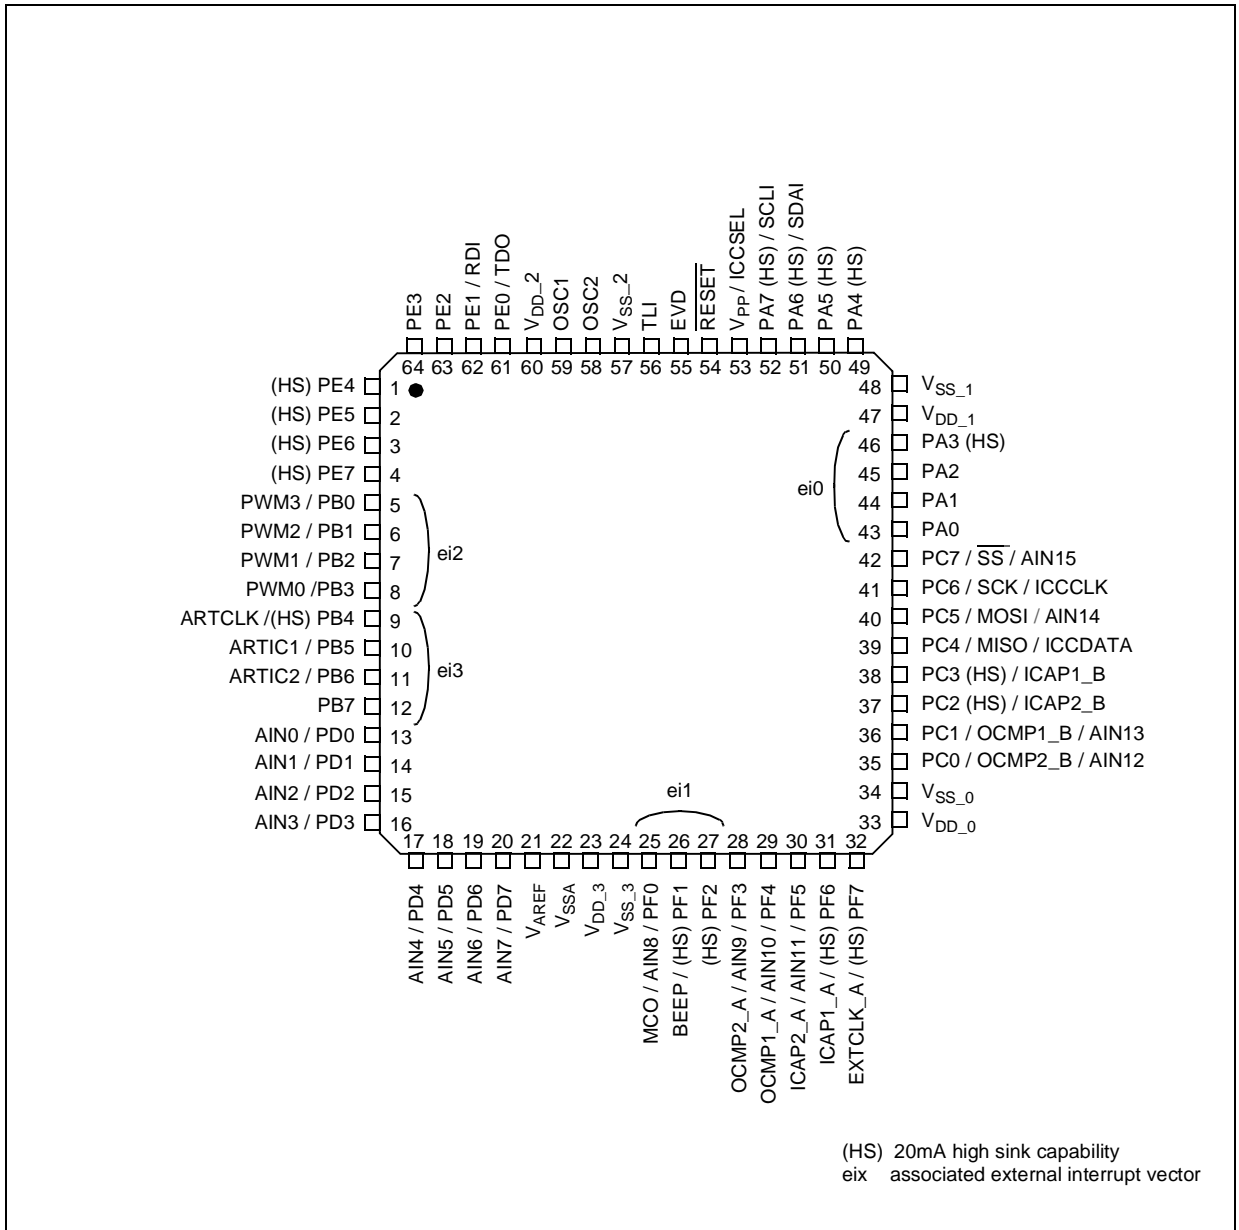 PE3
PE2
PE1 / RDI
PE0 / TDO
VDD_2
OSC1
OSC2
VSS_2
TLI
EVD
RESET
VPP / ICCSEL
PA7 (HS) / SCLI
PA6 (HS) / SDAI
PA5 (HS)
PA4 (HS)
64 63 62 61 60 59 58 57 56 55 54 53 52 51 50 49
(HS) PE4 1
(HS) PE5 2
(HS) PE6 3
(HS) PE7 4
PWM3 / PB0 5
PWM2 / PB1 6
PWM1 / PB2 7
PWM0 /PB3 8
ARTCLK /(HS) PB4 9
ARTIC1 / PB5 10
ARTIC2 / PB6 11
PB7 12
AIN0 / PD0 13
AIN1 / PD1 14
AIN2 / PD2 15
AIN3 / PD3 16
ei2
ei3
ei0
ei1
48 VSS_1
47 VDD_1
46 PA3 (HS)
45 PA2
44 PA1
43 PA0
42 PC7 / SS / AIN15
41 PC6 / SCK / ICCCLK
40 PC5 / MOSI / AIN14
39 PC4 / MISO / ICCDATA
38 PC3 (HS) / ICAP1_B
37 PC2 (HS) / ICAP2_B
36 PC1 / OCMP1_B / AIN13
35 PC0 / OCMP2_B / AIN12
34 VSS_0
33 VDD_0
17 18 19 20 21 22 23 24 25 26 27 28 29 30 31 32
AIN4 / PD4
AIN5 / PD5
AIN6 / PD6
AIN7 / PD7
VAREF
VSSA
VDD_3
VSS_3
MCO / AIN8 / PF0
BEEP / (HS) PF1
(HS) PF2
OCMP2_A / AIN9 / PF3
OCMP1_A / AIN10 / PF4
ICAP2_A / AIN11 / PF5
ICAP1_A / (HS) PF6
EXTCLK_A / (HS) PF7
(HS) 20mA high sink capability
eix associated external interrupt vector